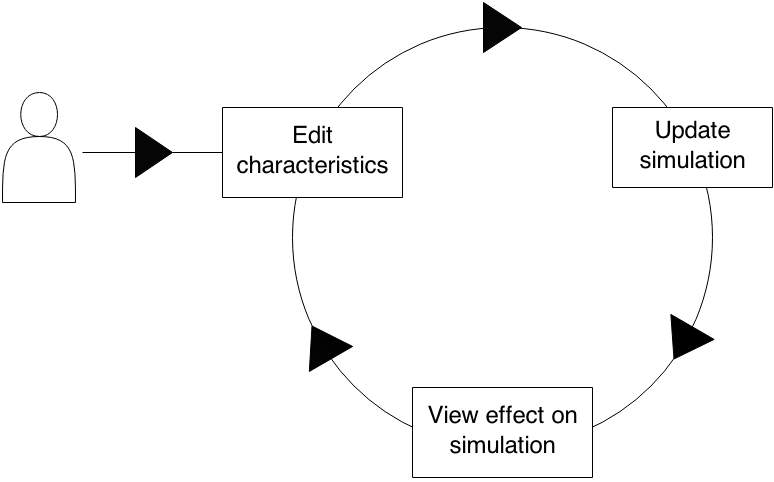 Edit
characteristics
Update
simulation
View effect on
simulation